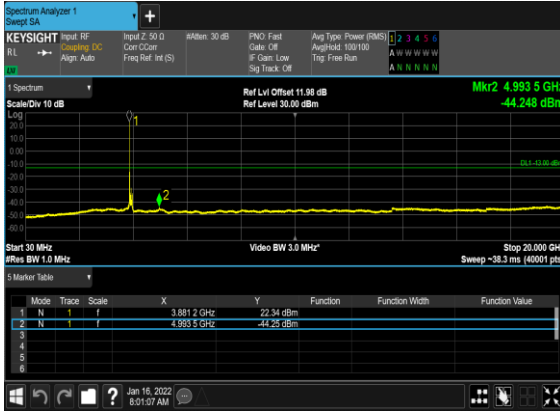 Spectrum Analyzer 1
Swept SA
+
KEYSIGHT Input: RF Input Z: 50 Ω #Atten: 30 dB PNO: Fast Avg Type: Power (RMS) 1 2 3 4 5 6
RL Coupling: DC Corr CCorr Gate: Off Avg|Hold: 100/100 A W W W W W
Align: Auto Freq Ref: Int (S) IF Gain: Low Trig: Free Run
Sig Track: Off A N N N N N
1 Spectrum Ref Lvl Offset 11.98 dB Mkr2 4.993 5 GHz
Scale/Div 10 dB Ref Level 30.00 dBm -44.248 dBm
Log
20.0
10.0
0.00
-10.0
-20.0
-30.0
-40.0
-50.0
-60.0
1
2
DL1 -13.00 dBm
Start 30 MHz Video BW 3.0 MHz* Stop 20.000 GHz
#Res BW 1.0 MHz Sweep ~38.3 ms (40001 pts)
5 Marker Table
Mode Trace Scale X Y Function Function Width Function Value
1 N 1 f 3.881 2 GHz 22.34 dBm
2 N 1 f 4.993 5 GHz -44.25 dBm
3
4
5
6
? Jan 16, 2022
8:01:07 AM